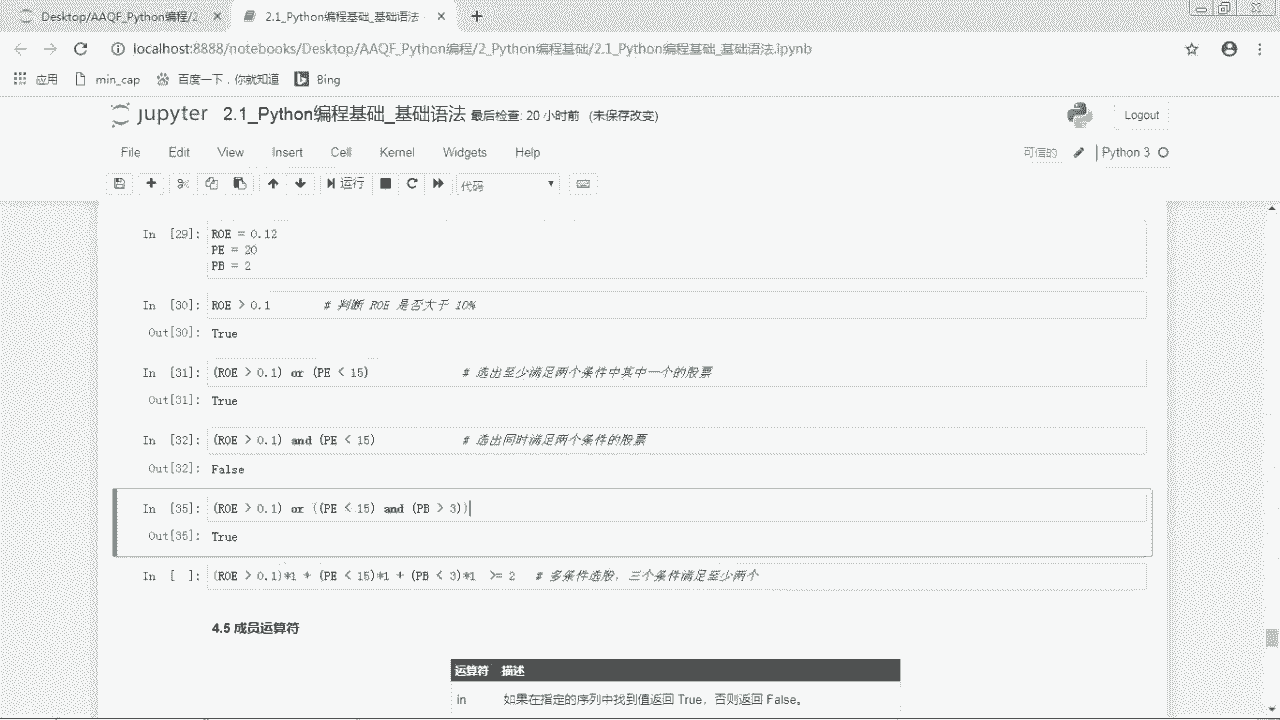 Desktop/AAQF_Python编程/2
2.1_Python编程基础_基础语法
localhost:8888/notebooks/Desktop/AAQF_Python编程/2_Python编程基础/2.1_Python编程基础_基础语法.ipynb
应用 min_cap 百度一下，你就知道 Bing
jupyter 2.1_Python编程基础_基础语法 最后检查: 20 小时前 (未保存改变) Logout
File Edit View Insert Cell Kernel Widgets Help 可信的 Python 3
运行 代码
In [29]: ROE = 0.12
PE = 20
PB = 2
In [30]: ROE > 0.1 # 判断 ROE 是否大于 10%
Out[30]: True
In [31]: (ROE > 0.1) or (PE < 15) # 选出至少满足两个条件中其中一个的股票
Out[31]: True
In [32]: (ROE > 0.1) and (PE < 15) # 选出同时满足两个条件的股票
Out[32]: False
In [35]: (ROE > 0.1) or ((PE < 15) and (PB > 3))
Out[35]: True
In [ ]: (ROE > 0.1)*1 + (PE < 15)*1 + (PB < 3)*1 >= 2 # 多条件选股，三个条件满足至少两个
4.5 成员运算符
运算符 描述
in 如果在指定的序列中找到值返回 True，否则返回 False。